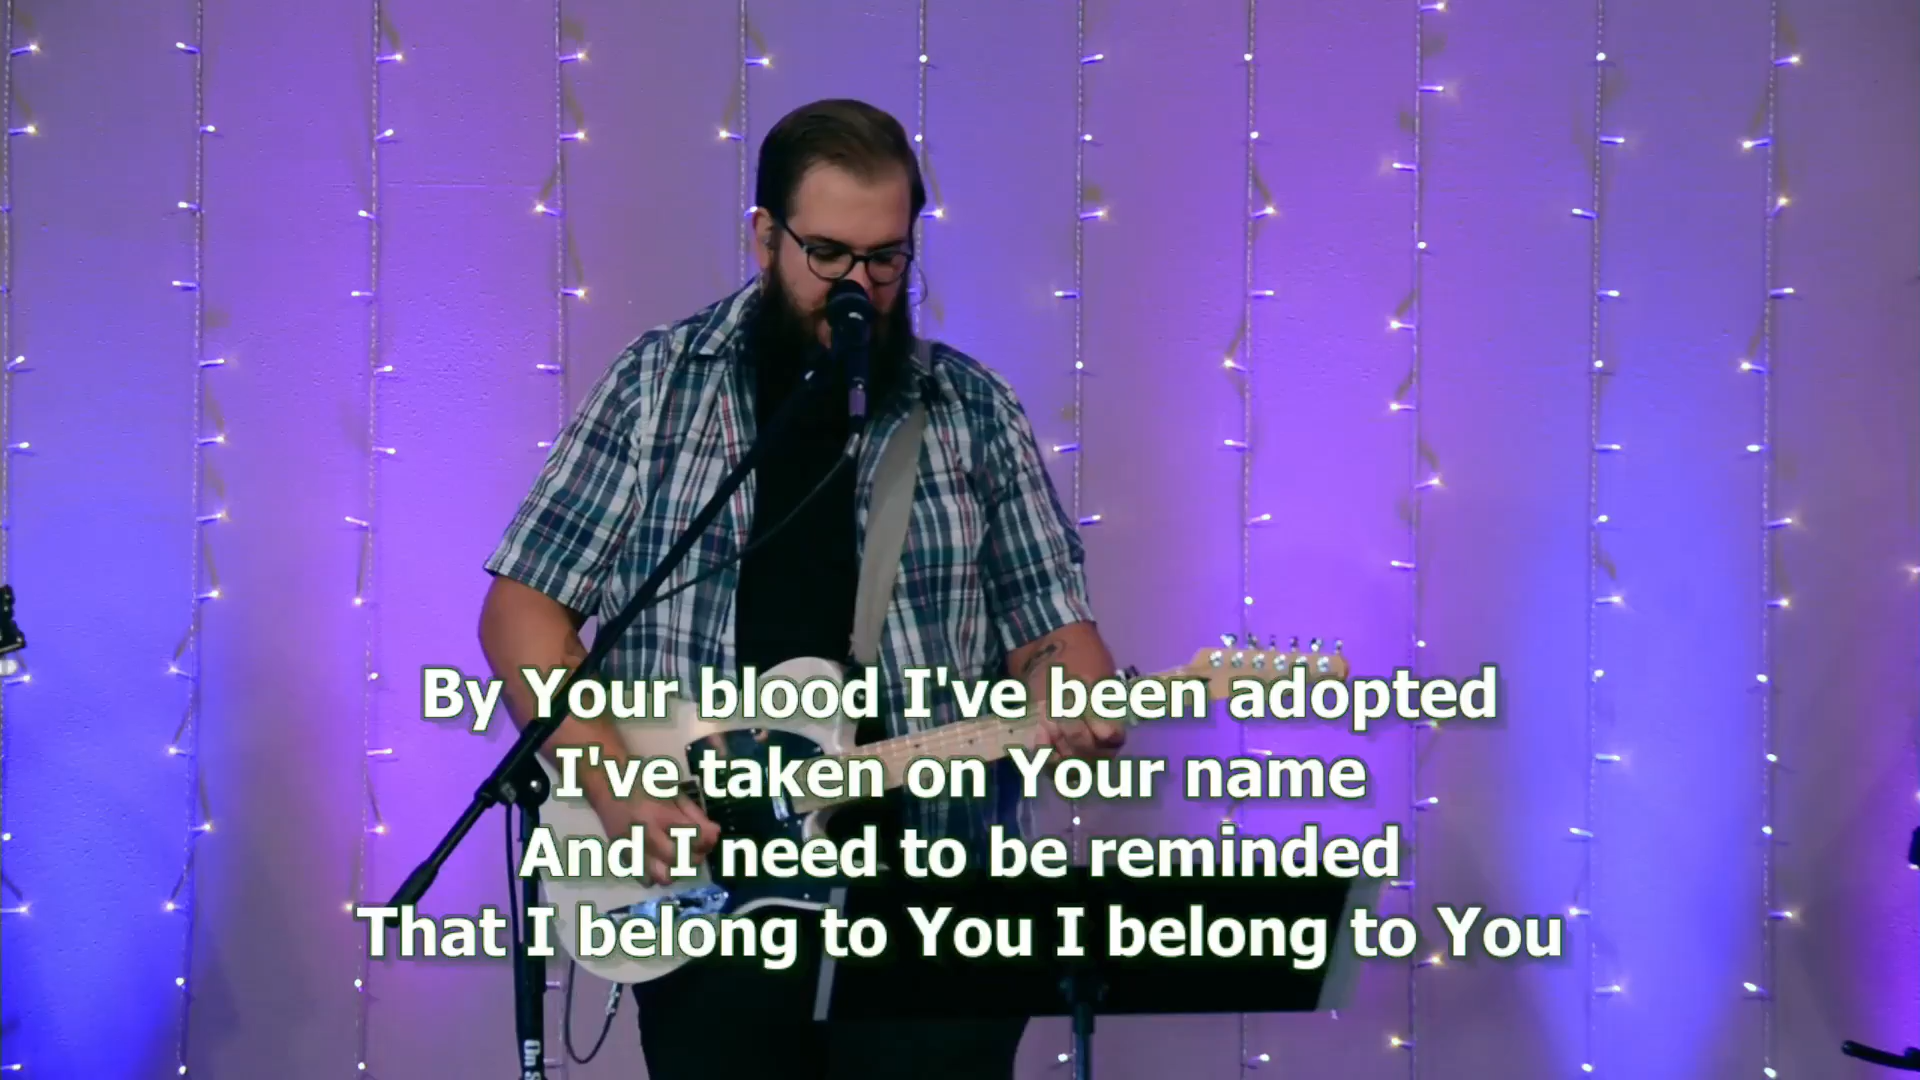 By Your blood I've been adopted
I've taken on Your name
And I need to be reminded
That I belong to You I belong to You
On S